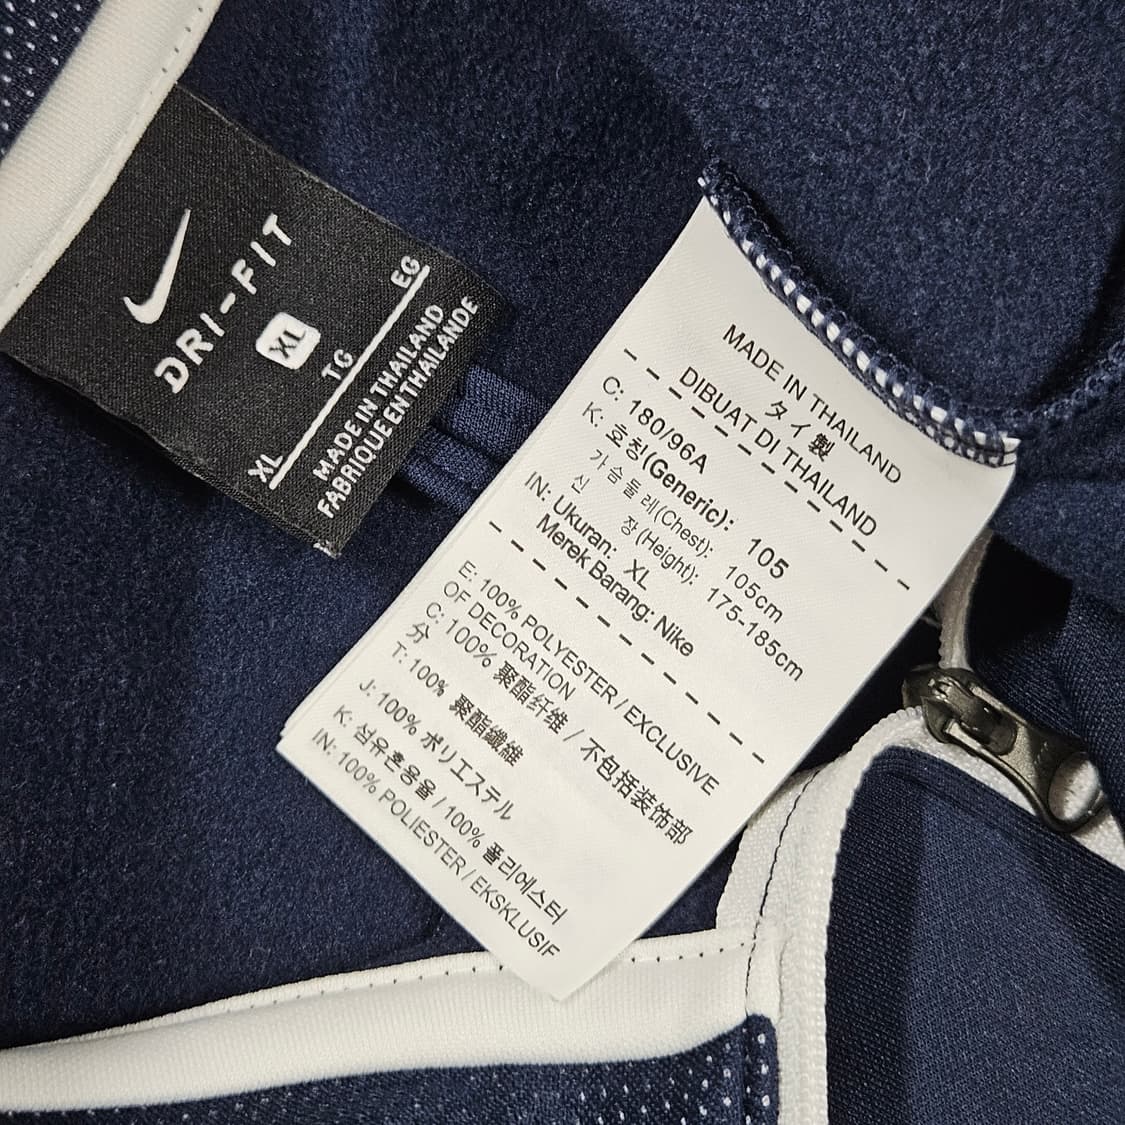 DRI-FIT
XL
XL TG EG
MADE IN THAILAND
FABRIQUE EN THAILANDE
MADE IN THAILAND
タイ製
DIBUAT DI THAILAND
C: 180/96A
K: 호칭(Generic): 105
가슴둘레(Chest): 105cm
신 장(Height): 175-185cm
IN: Ukuran: XL
Merek Barang: Nike
E: 100% POLYESTER / EXCLUSIVE
OF DECORATION
C: 100% 聚酯纤维 / 不包括装饰部
分
T: 100% 聚酯纖維
J: 100% ポリエステル
K: 섬유혼용율 / 100% 폴리에스터
IN: 100% POLIESTER / EKSKLUSIF